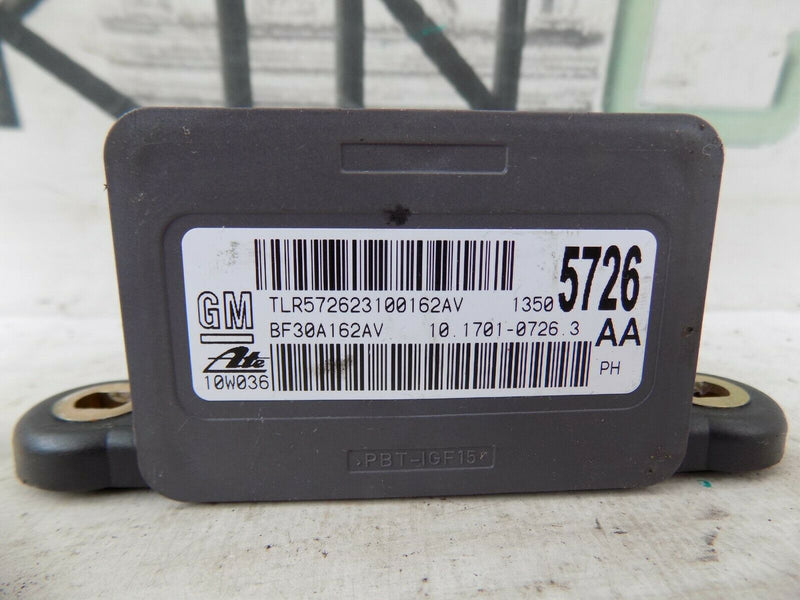 GM
TLR572623100162AV 1350 5726
BF30A162AV 10.1701-0726.3 AA
Ate
10W036 PH
PBT-IGF15